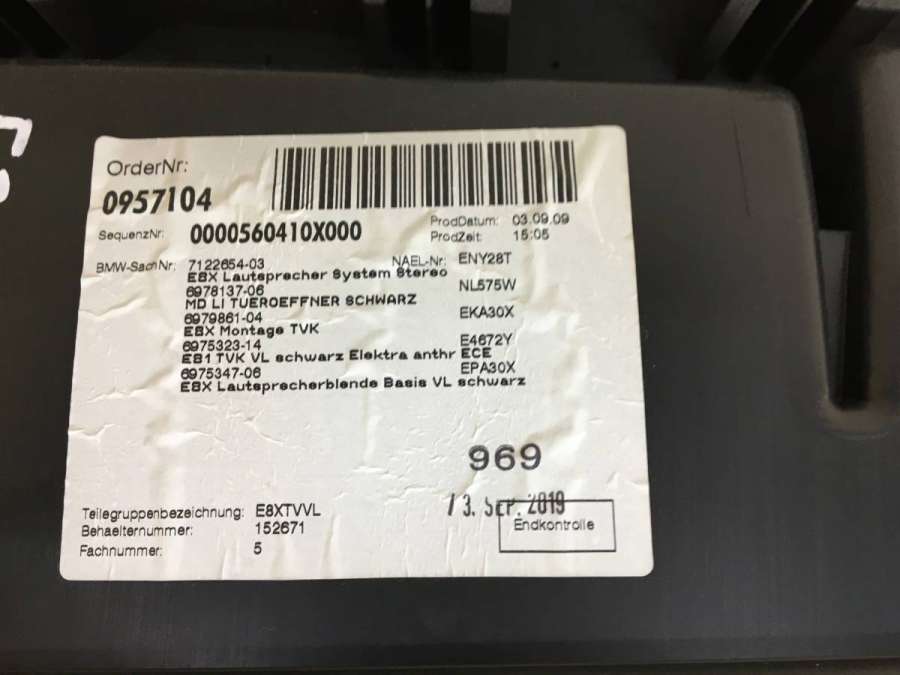 OrderNr:
0957104
SequenzNr: 0000560410X000
ProdDatum: 03.09.09
ProdZeit: 15:05
BMW-SachNr: 7122654-03 NAEL-Nr: ENY28T
E8X Lautsprecher System Stereo
6978137-06 NL575W
MD LI TUEROEFFNER SCHWARZ
6979861-04 EKA30X
E8X Montage TVK
6975323-14 E4672Y
E81 TVK VL schwarz Elektra anthr ECE
6975347-06 EPA30X
E8X Lautsprecherblende Basis VL schwarz
969
3. SEP. 2019
Endkontrolle
Teilegruppenbezeichnung: E8XTVVL
Behaelternummer: 152671
Fachnummer: 5